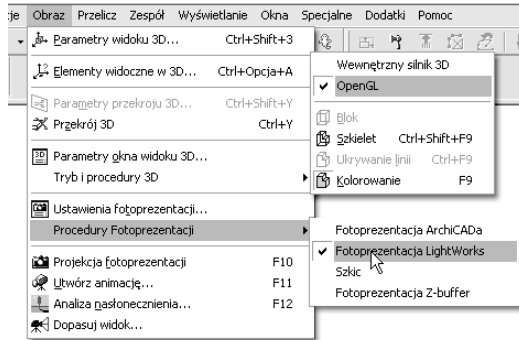 cje Obraz Przelicz Zespół Wyświetlanie Okna Specjalne Dodatki Pomoc
Parametry widoku 3D... Ctrl+Shift+3
Elementy widoczne w 3D... Ctrl+Opcja+A
Parametry przekroju 3D... Ctrl+Shift+Y
Przekrój 3D Ctrl+Y
Parametry okna widoku 3D...
Tryb i procedury 3D
Wewnętrzny silnik 3D
OpenGL
Blok
Szkielet Ctrl+Shift+F9
Ukrywanie linii Ctrl+F9
Kolorowanie F9
Ustawienia fotoprezentacji...
Procedury Fotoprezentacji
Fotoprezentacja ArchiCADa
Fotoprezentacja LightWorks
Szkic
Fotoprezentacja Z-buffer
Projekcja fotoprezentacji F10
Utwórz animację... F11
Analiza nasłonecznienia... F12
Dopasuj widok...